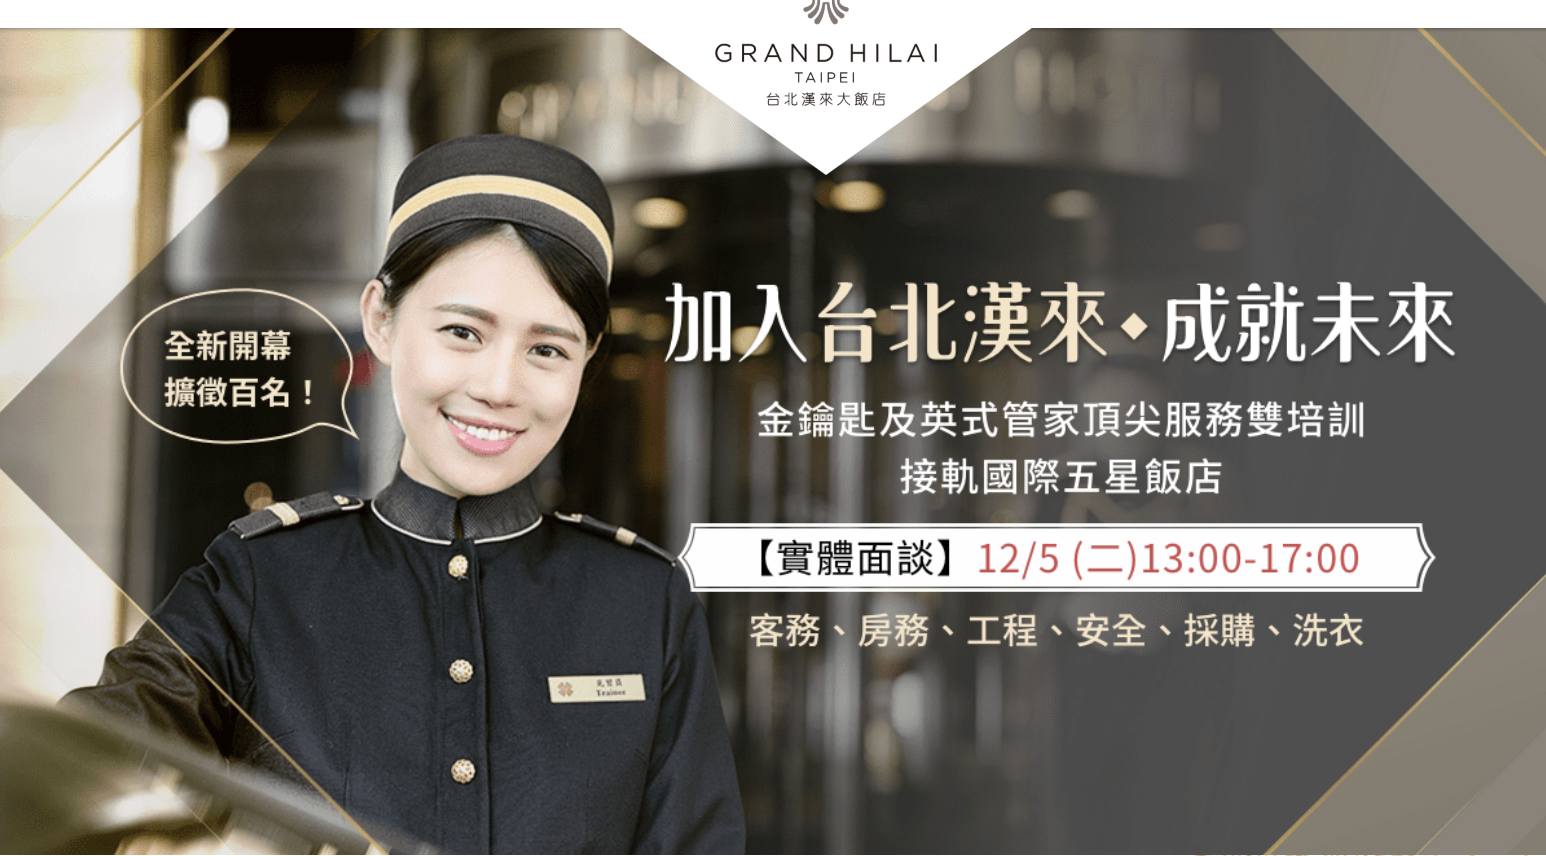 GRAND HILAI
TAIPEI
台北漢來大飯店
全新開幕
擴徵百名！
加入台北漢來◆成就未來
金鑰匙及英式管家頂尖服務雙培訓
接軌國際五星飯店
【實體面談】 12/5 (二)13:00-17:00
客務、房務、工程、安全、採購、洗衣
Trainee